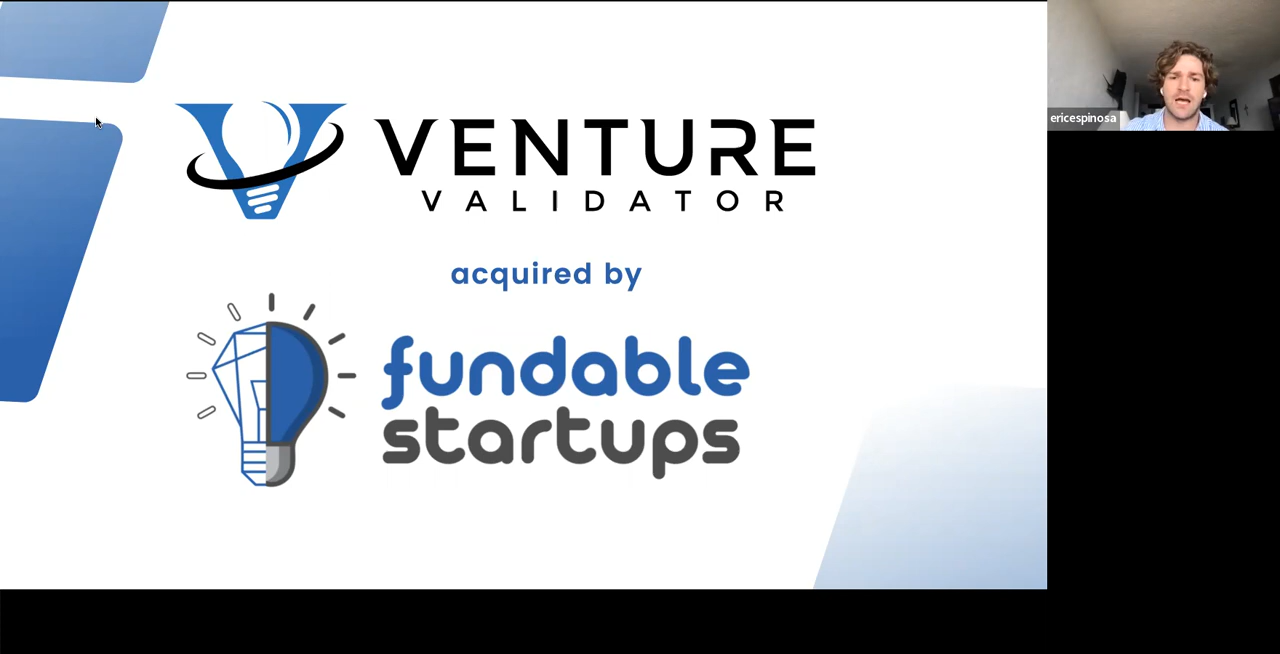 VENTURE
VALIDATOR
acquired by
fundable
startups
ericespinosa